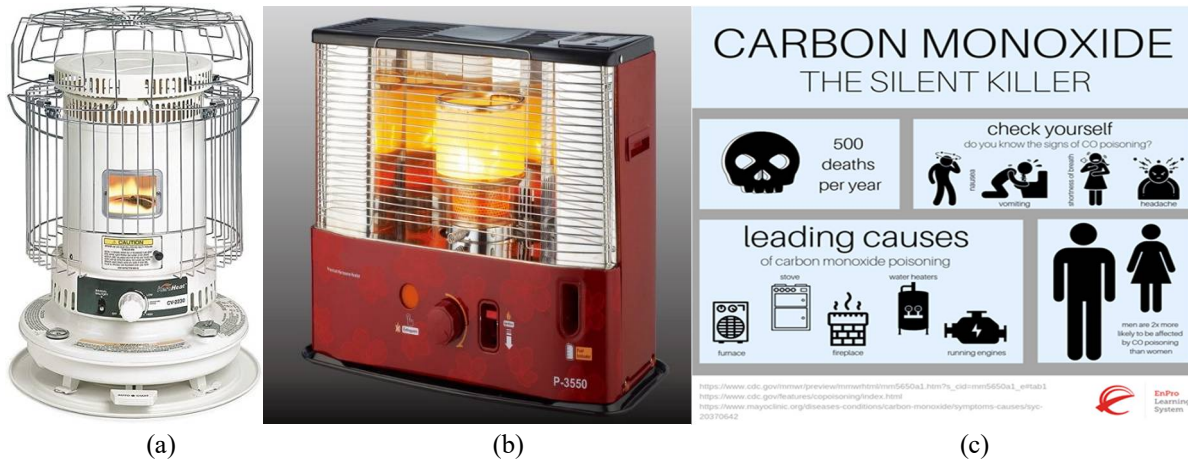 CAUTION
CV-2230
P-3550
CARBON MONOXIDE
THE SILENT KILLER
500
deaths
per year
check yourself
do you know the signs of CO poisoning?
nausea
vomiting
shortness of breath
headache
leading causes
of carbon monoxide poisoning
stove
water heaters
furnace
fireplace
running engines
men are 2x more
likely to be affected
by CO poisoning
than women
https://www.cdc.gov/mmwr/preview/mmwrhtml/mm5650a1.htm?s_cid=mm5650a1_e#tab1
https://www.cdc.gov/features/copoisoning/index.html
https://www.mayoclinic.org/diseases-conditions/carbon-monoxide/symptoms-causes/syc-
20370642
EnPro
Learning
System
(a)
(b)
(c)